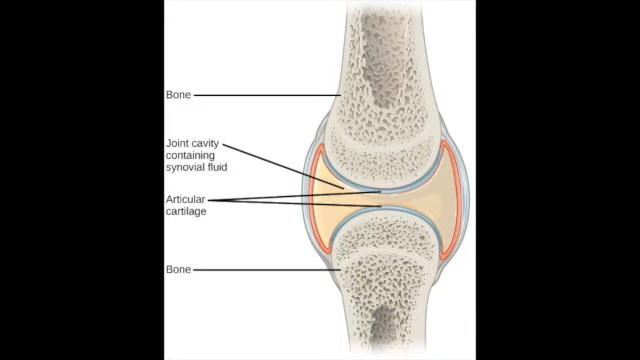 Bone
Joint cavity
containing
synovial fluid
Articular
cartilage
Bone